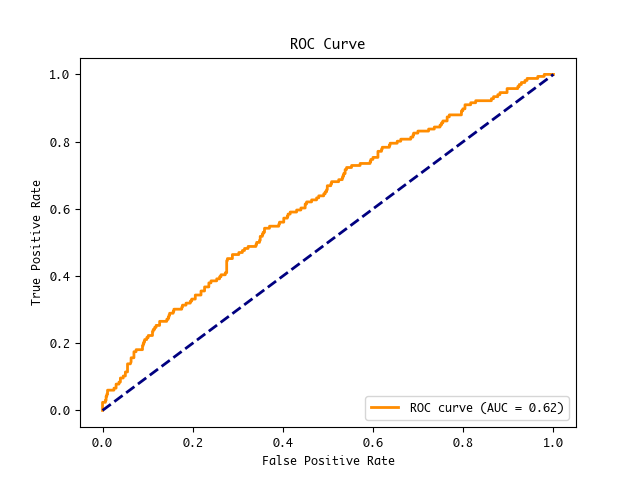 ROC Curve
1.0
0.8
0.6
0.4
0.2
0.0
True Positive Rate
ROC curve (AUC = 0.62)
0.0 0.2 0.4 0.6 0.8 1.0
False Positive Rate